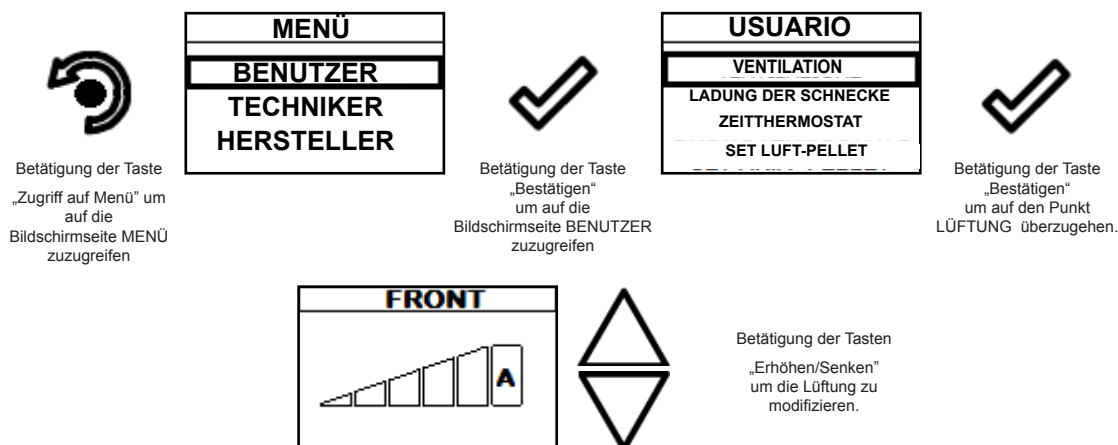 MENÜ
BENUTZER
TECHNIKER
HERSTELLER
USUARIO
VENTILATION
LADUNG DER SCHNECKE
ZEITTHERMOSTAT
SET LUFT-PELLET
Betätigung der Taste
„Zugriff auf Menü” um
auf die
Bildschirmseite MENÜ
zuzugreifen
Betätigung der Taste
„Bestätigen“
um auf die
Bildschirmseite BENUTZER
zuzugreifen
Betätigung der Taste
„Bestätigen“
um auf den Punkt
LÜFTUNG überzugehen.
FRONT
A
Betätigung der Tasten
„Erhöhen/Senken”
um die Lüftung zu
modifizieren.